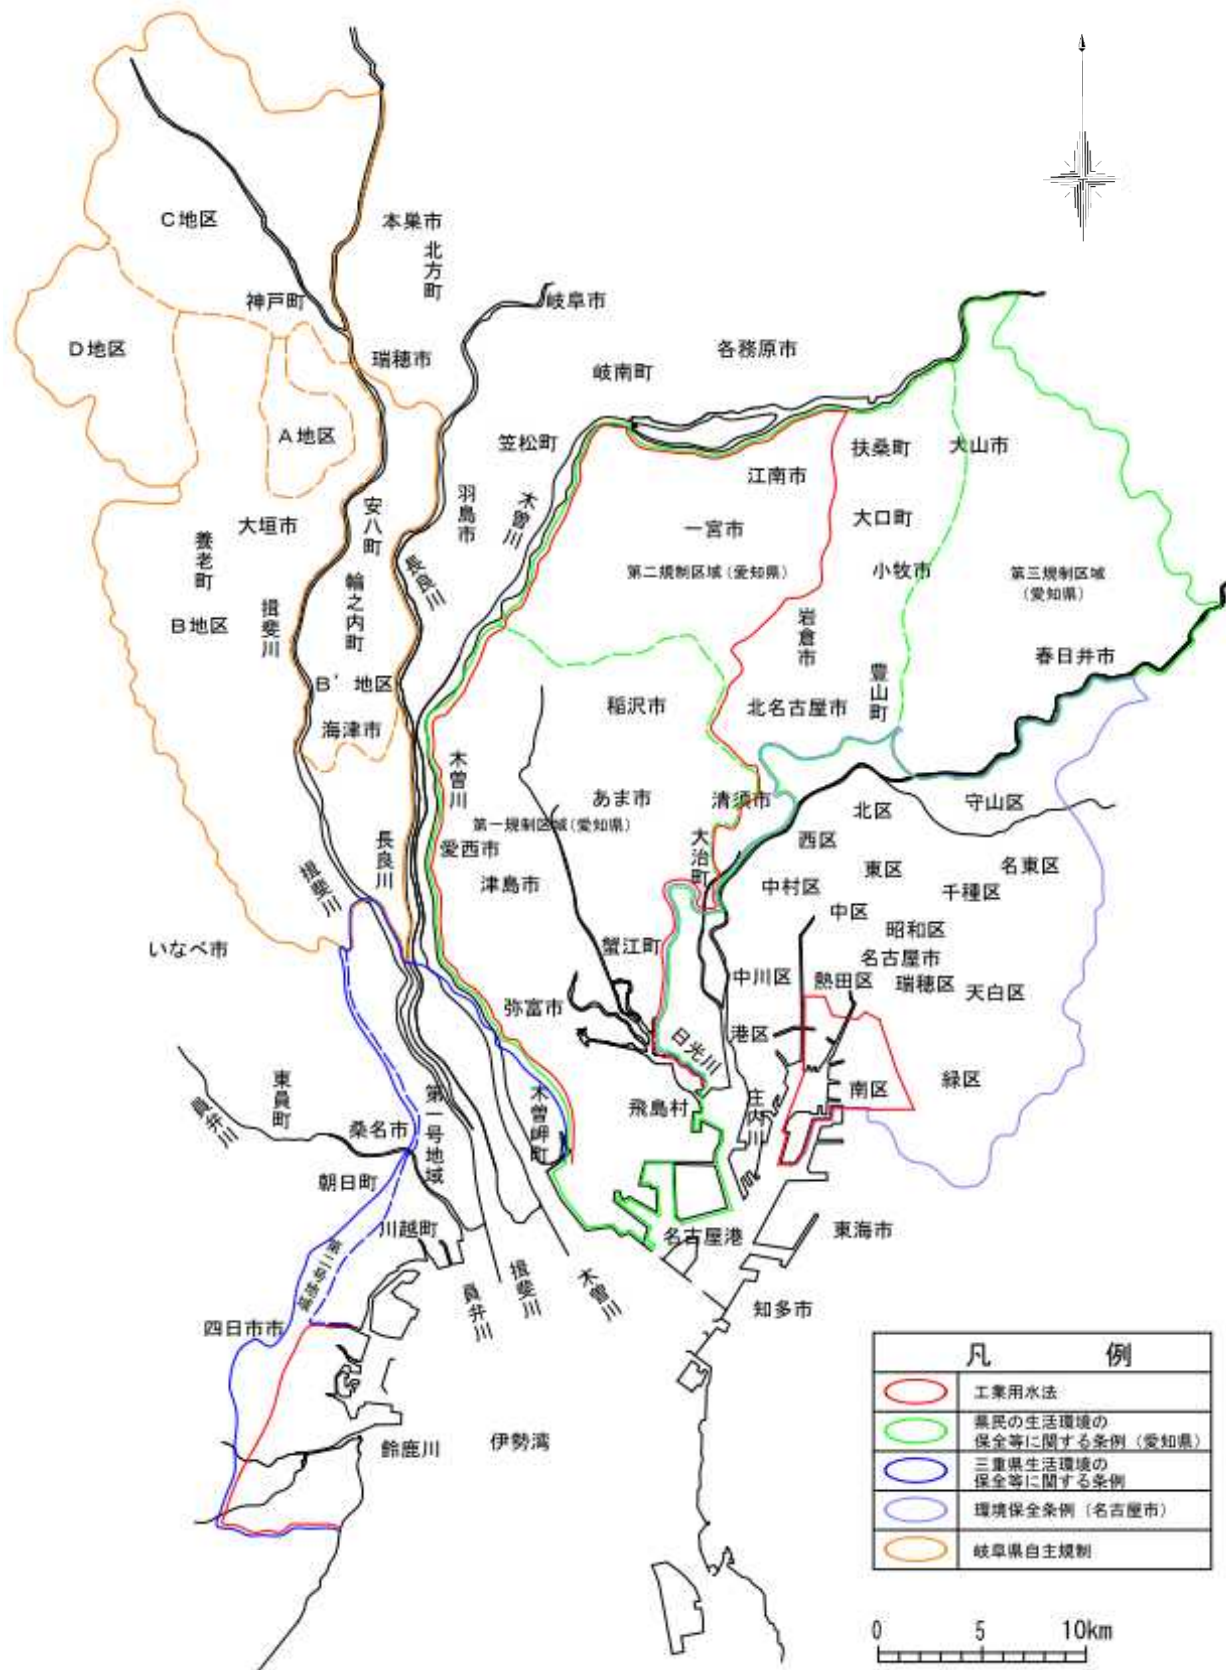 C地区
本巣市
北方町
神戸町
岐阜市
D地区
瑞穂市
各務原市
岐南町
A地区
笠松町
扶桑町
犬山市
江南市
大垣市
安八町
羽島市
木曽川
一宮市
大口町
養老町
長良川
第二規制区域(愛知県)
小牧市
第三規制区域
(愛知県)
輪之内町
揖斐川
B地区
岩倉市
春日井市
B'地区
豊山町
稲沢市
北名古屋市
海津市
木曽川
あま市
清須市
北区
守山区
第一規制区域(愛知県)
西区
長良川
愛西市
大治町
東区
名東区
揖斐川
津島市
中村区
千種区
中区
昭和区
いなべ市
蟹江町
名古屋市
中川区
熱田区
瑞穂区
天白区
弥富市
港区
日光川
東員町
員弁川
南区
緑区
第一号地域
木曽岬町
飛島村
庄内川
桑名市
朝日町
川越町
名古屋港
東海市
第二号地域
揖斐川
木曽川
員弁川
知多市
四日市市
鈴鹿川
伊勢湾
凡 例
工業用水法
県民の生活環境の
保全等に関する条例(愛知県)
三重県生活環境の
保全等に関する条例
環境保全条例(名古屋市)
岐阜県自主規制
0 5 10km